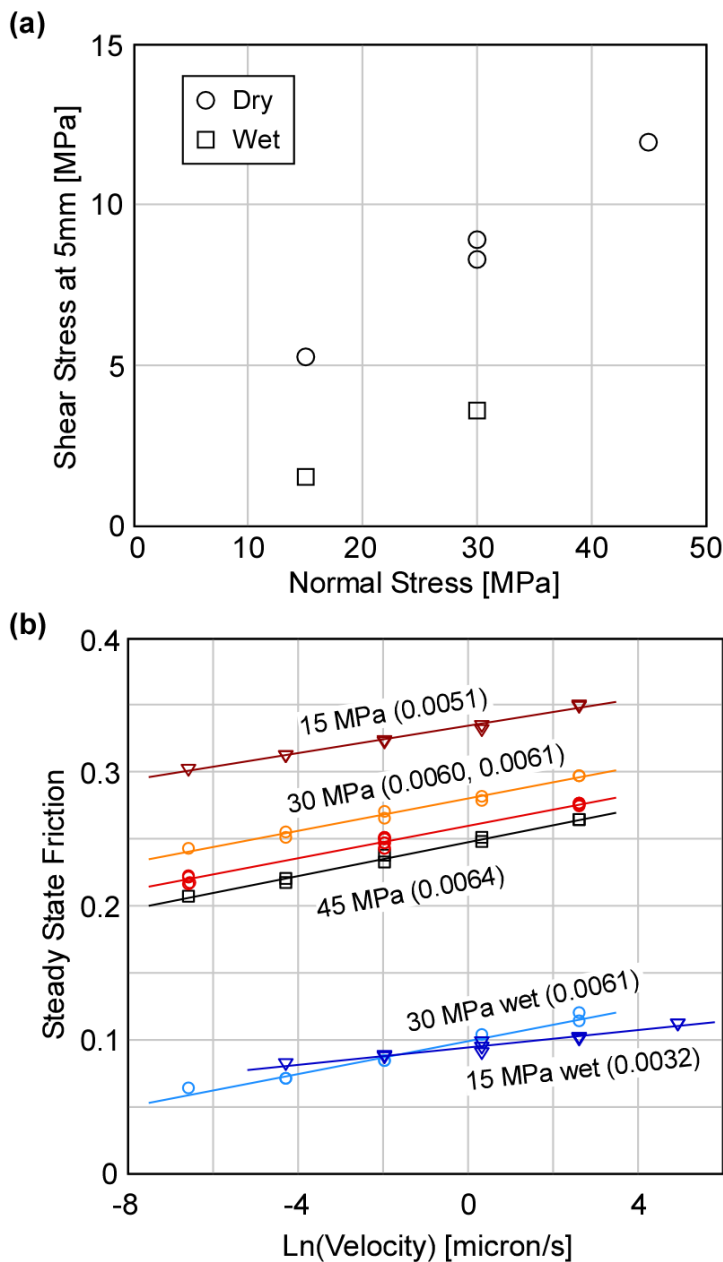 (a)
15
10
5
0
Shear Stress at 5mm [MPa]
Dry
Wet
0 10 20 30 40 50
Normal Stress [MPa]
(b)
0.4
0.3
0.2
0.1
0
Steady State Friction
15 MPa (0.0051)
30 MPa (0.0060, 0.0061)
45 MPa (0.0064)
30 MPa wet (0.0061)
15 MPa wet (0.0032)
-8 -4 0 4
Ln(Velocity) [micron/s]